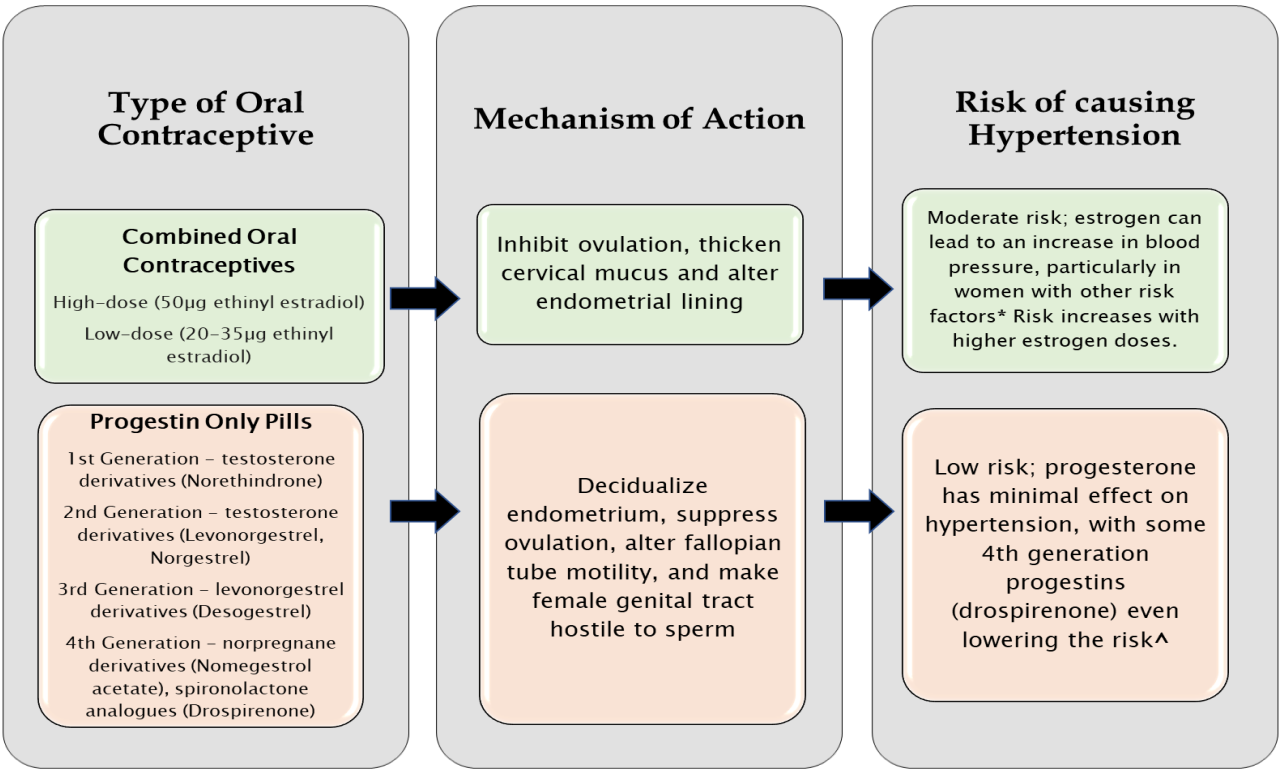 Type of Oral
Contraceptive
Combined Oral
Contraceptives
High-dose (50µg ethinyl estradiol)
Low-dose (20-35µg ethinyl
estradiol)
Progestin Only Pills
1st Generation - testosterone
derivatives (Norethindrone)
2nd Generation - testosterone
derivatives (Levonorgestrel,
Norgestrel)
3rd Generation - levonorgestrel
derivatives (Desogestrel)
4th Generation - norpregnane
derivatives (Nomegestrol
acetate), spironolactone
analogues (Drospirenone)
Mechanism of Action
Inhibit ovulation, thicken
cervical mucus and alter
endometrial lining
Decidualize
endometrium, suppress
ovulation, alter fallopian
tube motility, and make
female genital tract
hostile to sperm
Risk of causing
Hypertension
Moderate risk; estrogen can
lead to an increase in blood
pressure, particularly in
women with other risk
factors* Risk increases with
higher estrogen doses.
Low risk; progesterone
has minimal effect on
hypertension, with some
4th generation
progestins
(drospirenone) even
lowering the risk^